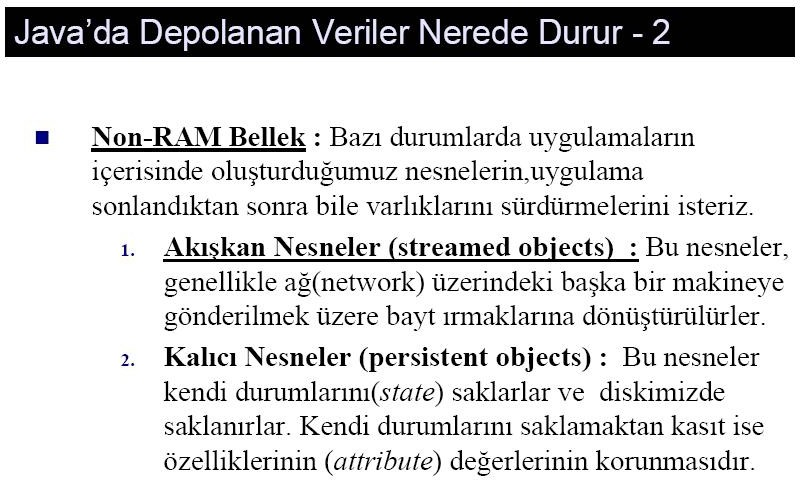 Java’da Depolanan Veriler Nerede Durur - 2
Non-RAM Bellek : Bazı durumlarda uygulamaların
içerisinde oluşturduğumuz nesnelerin,uygulama
sonlandıktan sonra bile varlıklarını sürdürmelerini isteriz.
1. Akışkan Nesneler (streamed objects) : Bu nesneler,
genellikle ağ(network) üzerindeki başka bir makineye
gönderilmek üzere bayt ırmaklarına dönüştürülürler.
2. Kalıcı Nesneler (persistent objects) : Bu nesneler
kendi durumlarını(state) saklarlar ve diskimizde
saklanırlar. Kendi durumlarını saklamaktan kasıt ise
özelliklerinin (attribute) değerlerinin korunmasıdır.